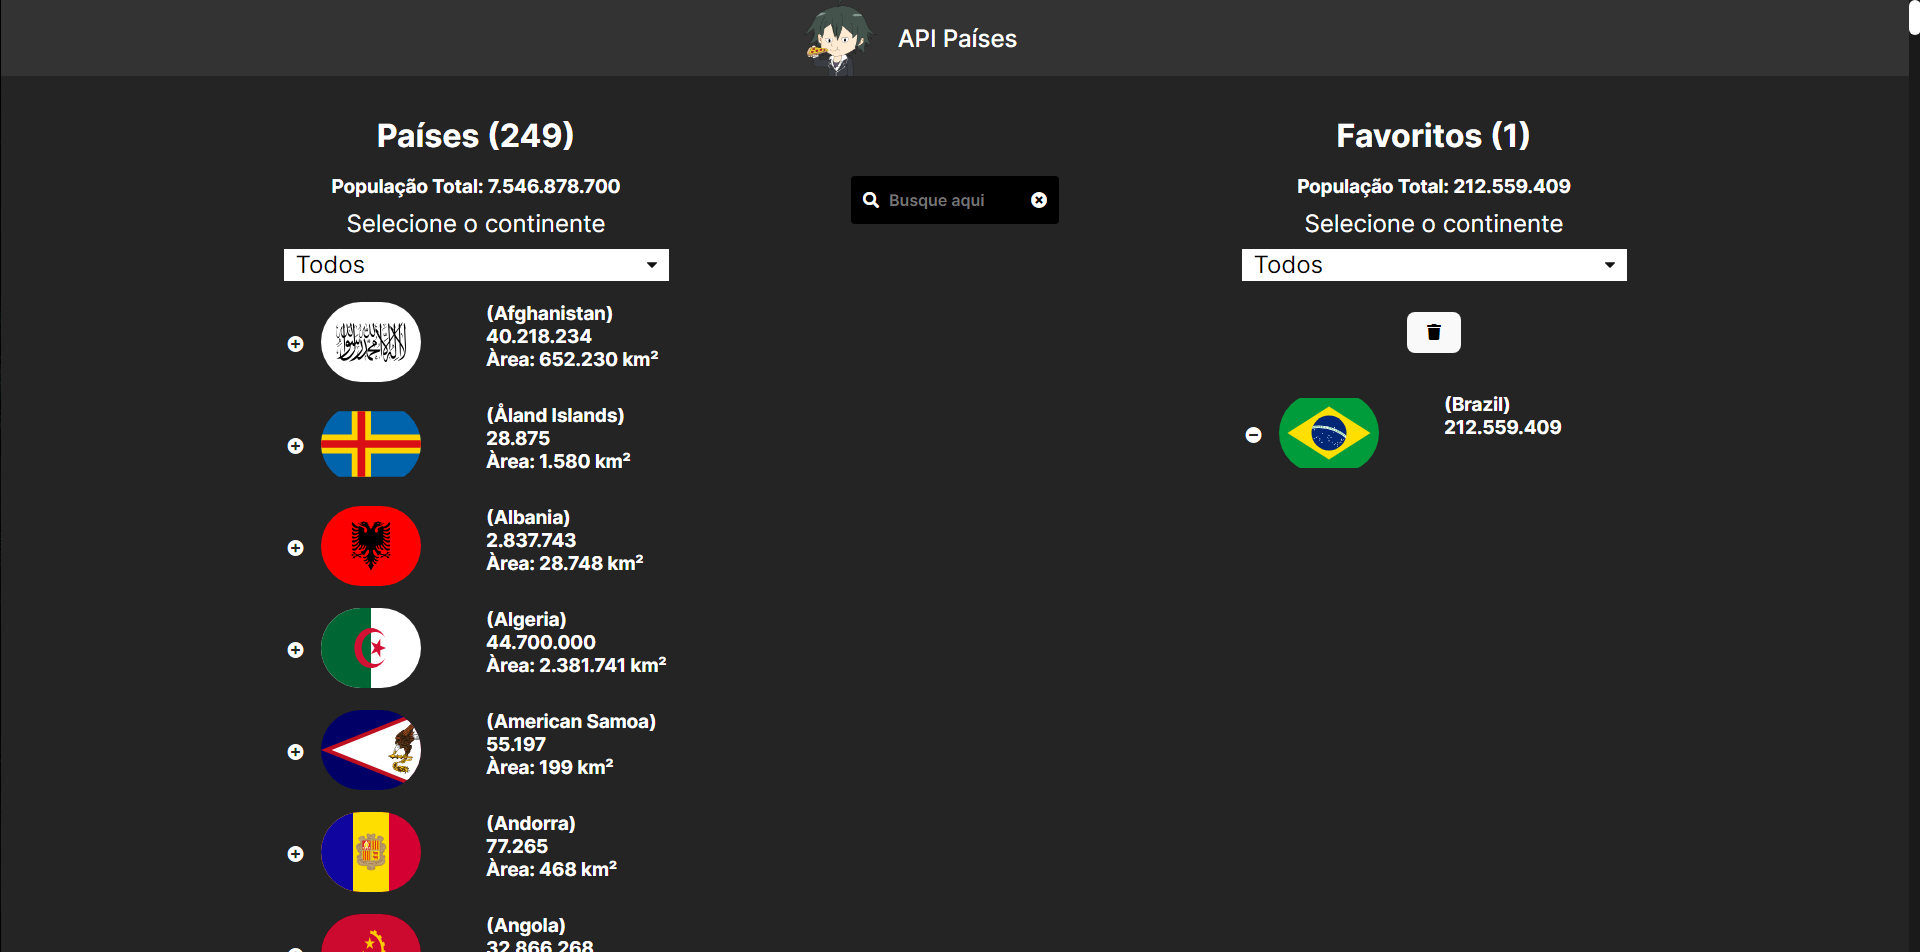 API Países
Países (249)
População Total: 7.546.878.700
Selecione o continente
Todos
(Afghanistan)
40.218.234
Àrea: 652.230 km²
(Åland Islands)
28.875
Àrea: 1.580 km²
(Albania)
2.837.743
Àrea: 28.748 km²
(Algeria)
44.700.000
Àrea: 2.381.741 km²
(American Samoa)
55.197
Àrea: 199 km²
(Andorra)
77.265
Àrea: 468 km²
(Angola)
32.866.268
Busque aqui
Favoritos (1)
População Total: 212.559.409
Selecione o continente
Todos
(Brazil)
212.559.409